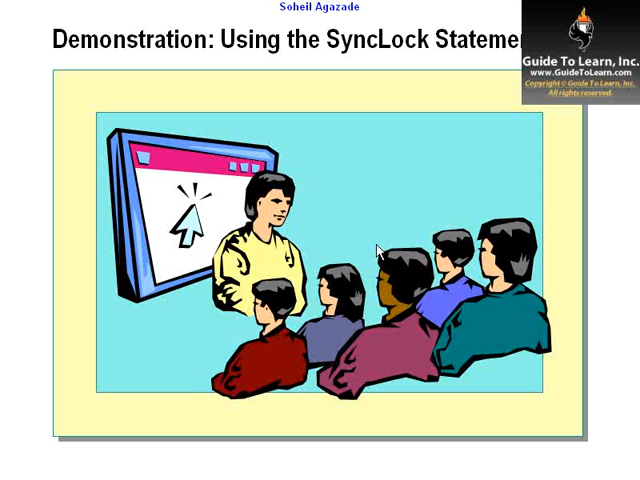 Soheil Agazade
Demonstration: Using the SyncLock Stateme
Guide To Learn, Inc.
www.GuideToLearn.com
Copyright © Guide To Learn, Inc.
All rights reserved.